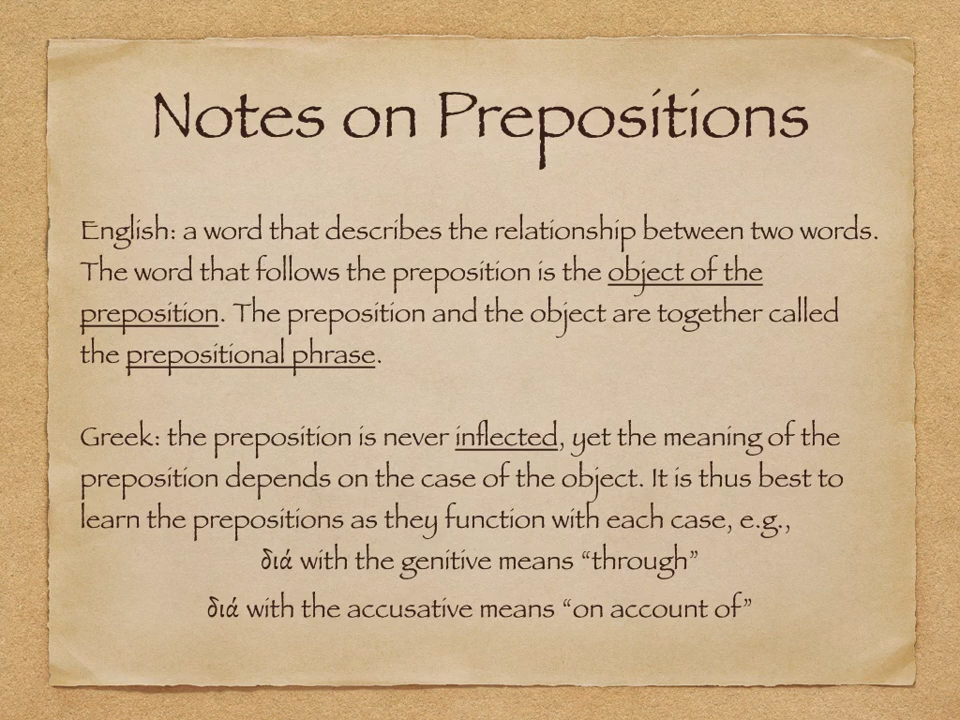 Notes on Prepositions
English: a word that describes the relationship between two words.
The word that follows the preposition is the object of the
preposition. The preposition and the object are together called
the prepositional phrase.
Greek: the preposition is never inflected, yet the meaning of the
preposition depends on the case of the object. It is thus best to
learn the prepositions as they function with each case, e.g.,
διά with the genitive means “through”
διά with the accusative means “on account of”